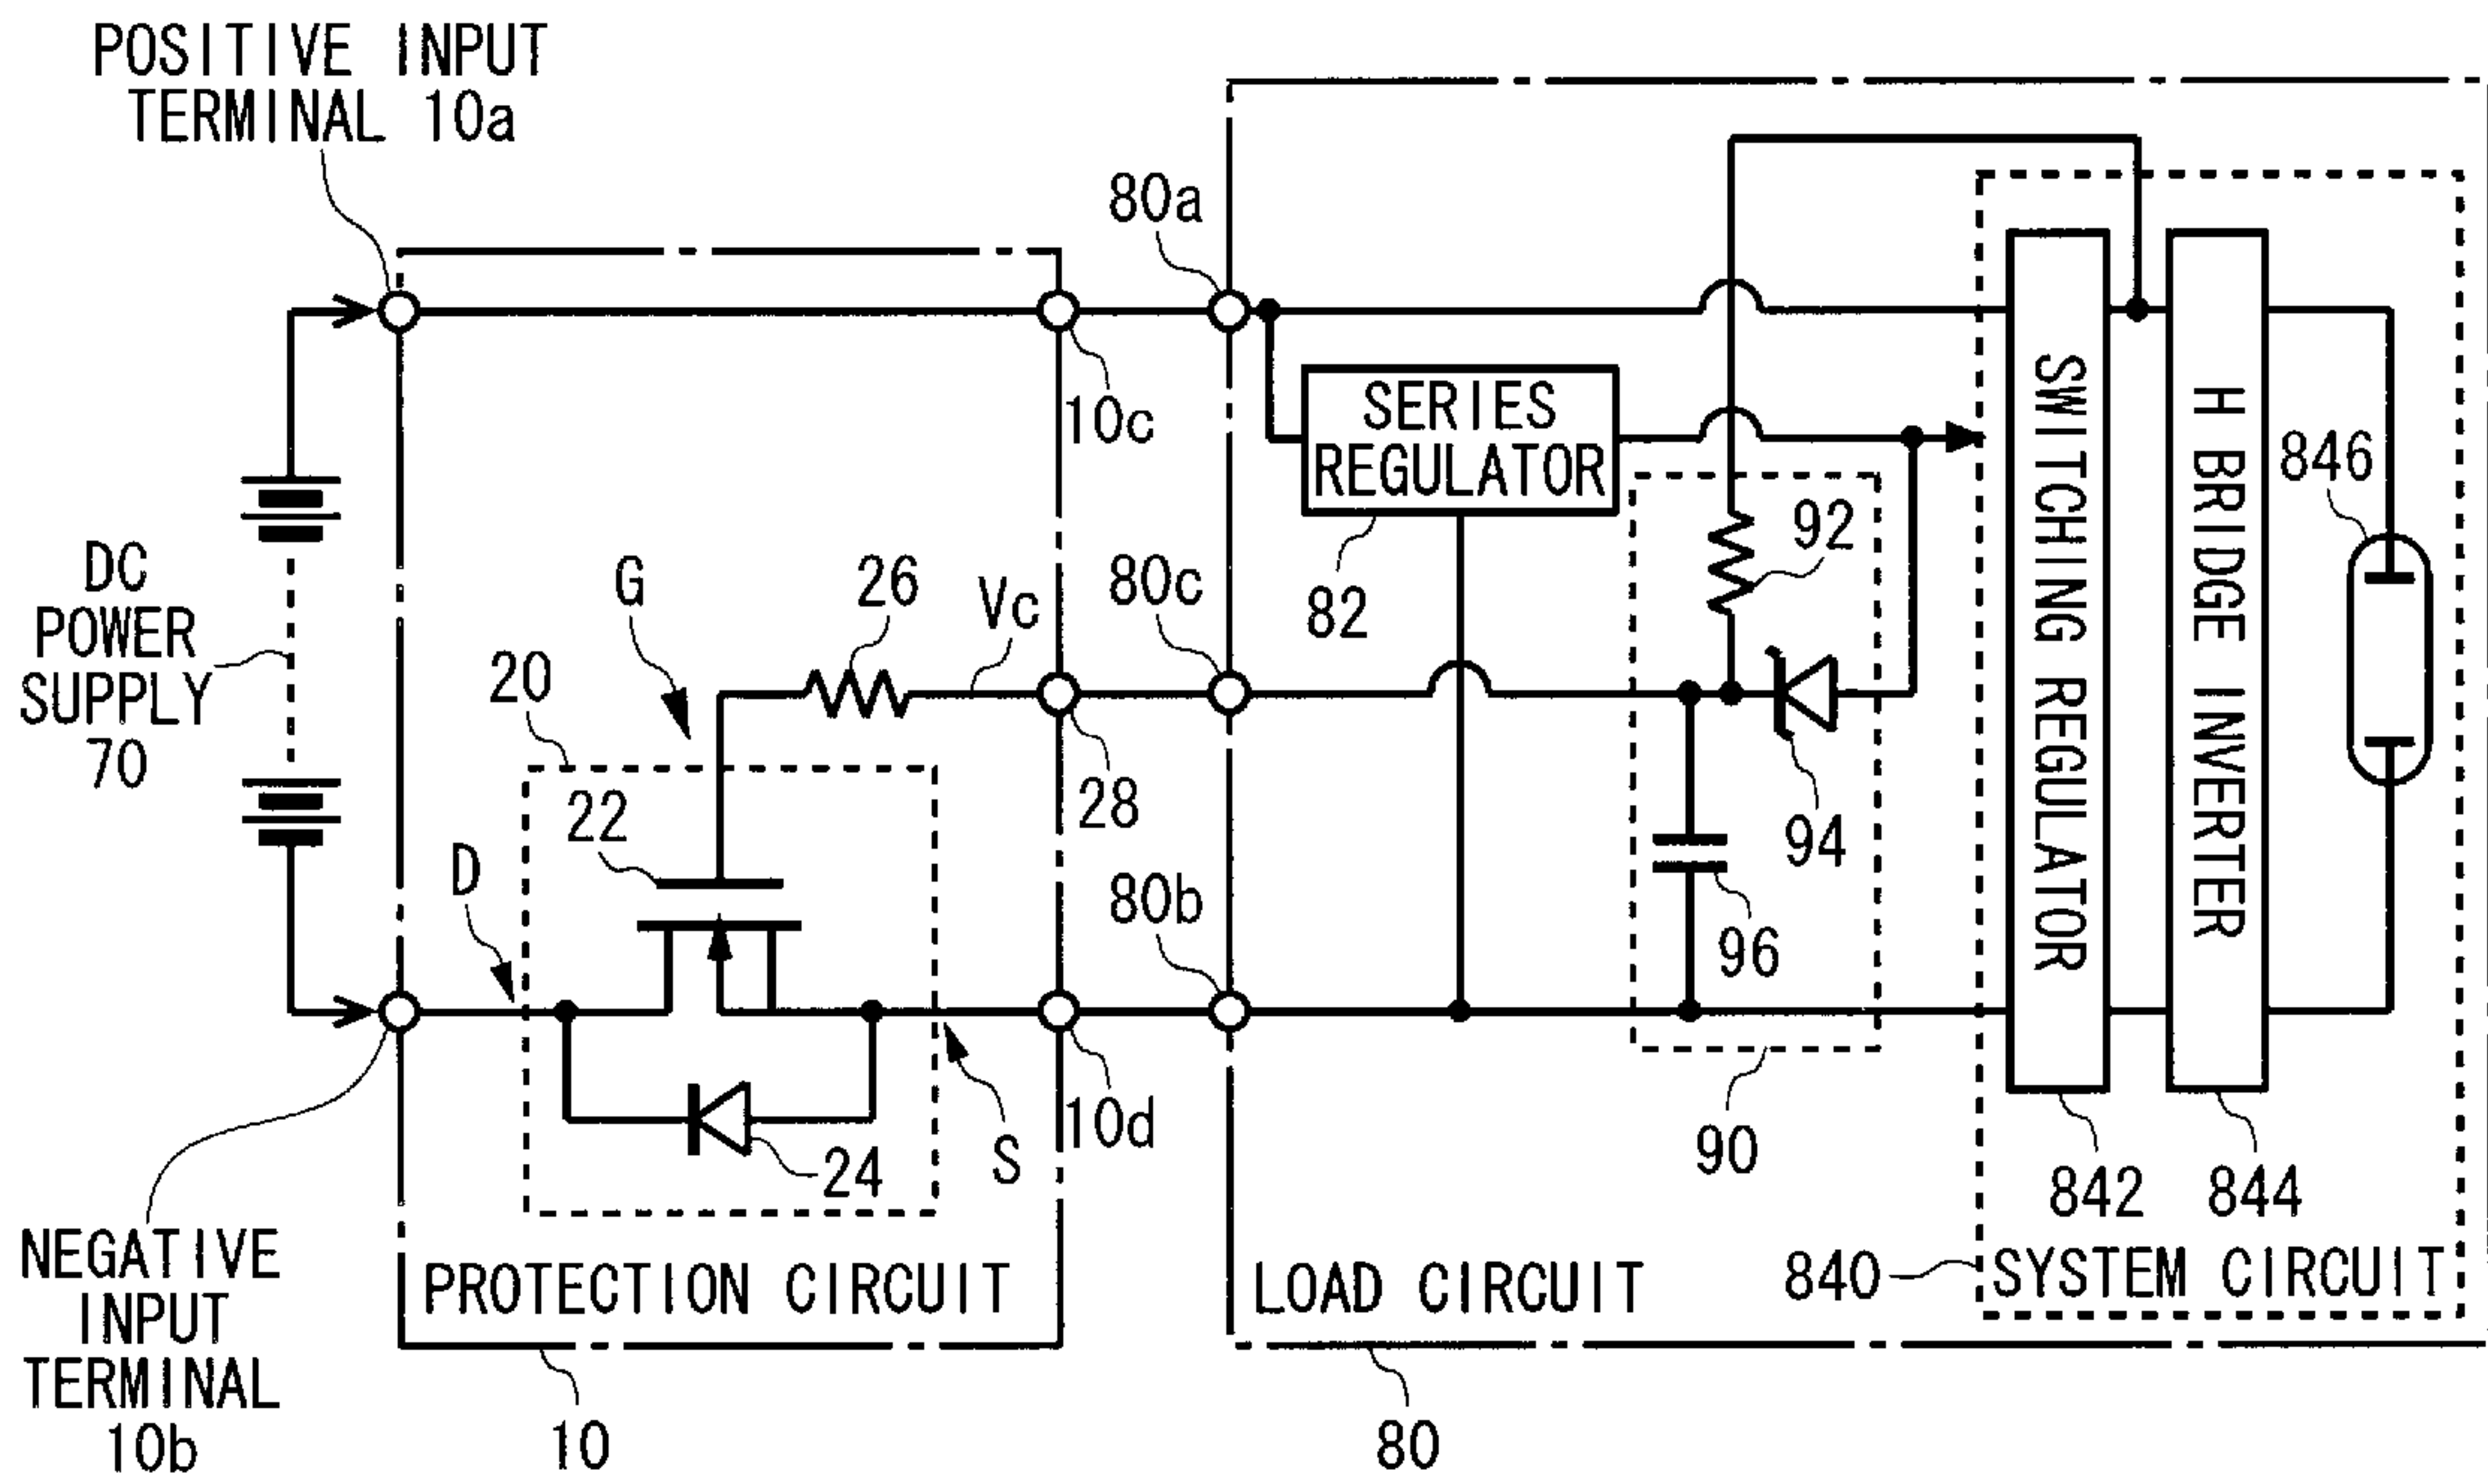 POSITIVE INPUT
TERMINAL 10a
80a
10c
SERIES
REGULATOR
82
92
846
SWITCHING REGULATOR
H BRIDGE INVERTER
DC
POWER
SUPPLY
70
G
26
Vc
80c
20
28
22
94
D
80b
96
24
S
10d
90
842
844
NEGATIVE
INPUT
TERMINAL
10b
PROTECTION CIRCUIT
LOAD CIRCUIT
840
SYSTEM CIRCUIT
10
80